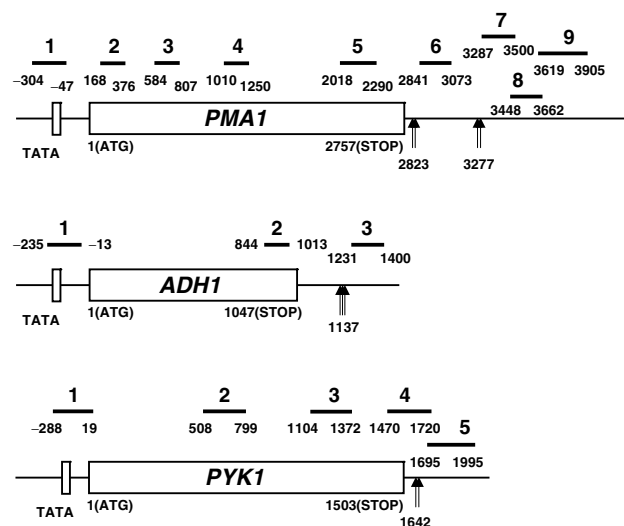 1 2 3 4 5 6 7 9
−304 −47 168 376 584 807 1010 1250 2018 2290 2841 3073 3287 3500 3619 3905
8
3448 3662
PMA1
TATA 1(ATG) 2757(STOP)
2823 3277
1 2 3
−235 −13 844 1013 1231 1400
ADH1
TATA 1(ATG) 1047(STOP)
1137
1 2 3 4
−288 19 508 799 1104 1372 1470 1720
5
1695 1995
PYK1
TATA 1(ATG) 1503(STOP)
1642